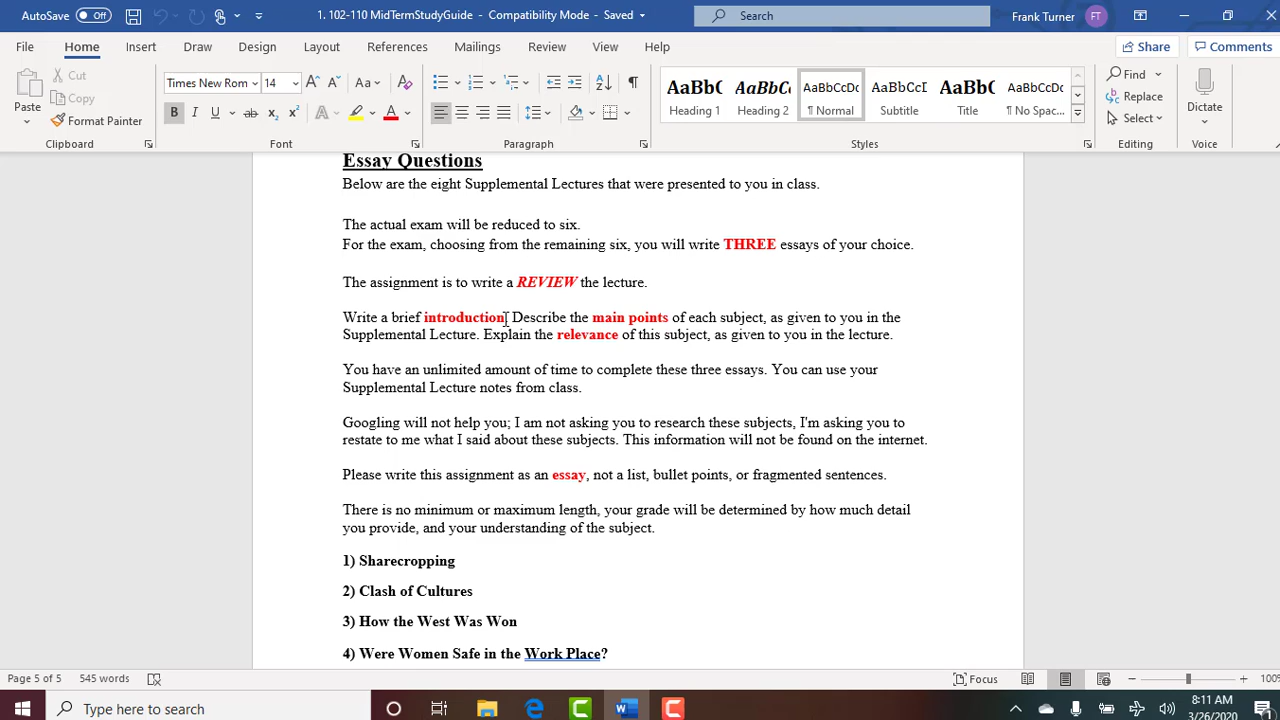 AutoSave Off 1. 102-110 MidTermStudyGuide - Compatibility Mode - Saved Search Frank Turner FT
File Home Insert Draw Design Layout References Mailings Review View Help Share Comments
Paste Cut Copy Format Painter
Times New Rom 14 Aa
B I U ab A A
AaBbC AaBbC AaBbCcDc AaBbCcD AaBbC AaBbCcDc
Heading 1 Heading 2 ¶ Normal Subtitle Title ¶ No Spac...
Find Replace Select Dictate
Clipboard Font Paragraph Styles Editing Voice
Essay Questions
Below are the eight Supplemental Lectures that were presented to you in class.
The actual exam will be reduced to six.
For the exam, choosing from the remaining six, you will write THREE essays of your choice.
The assignment is to write a REVIEW the lecture.
Write a brief introduction. Describe the main points of each subject, as given to you in the
Supplemental Lecture. Explain the relevance of this subject, as given to you in the lecture.
You have an unlimited amount of time to complete these three essays. You can use your
Supplemental Lecture notes from class.
Googling will not help you; I am not asking you to research these subjects, I'm asking you to
restate to me what I said about these subjects. This information will not be found on the internet.
Please write this assignment as an essay, not a list, bullet points, or fragmented sentences.
There is no minimum or maximum length, your grade will be determined by how much detail
you provide, and your understanding of the subject.
1) Sharecropping
2) Clash of Cultures
3) How the West Was Won
4) Were Women Safe in the Work Place?
Page 5 of 5 545 words Focus 100%
Type here to search 8:11 AM
3/26/2020